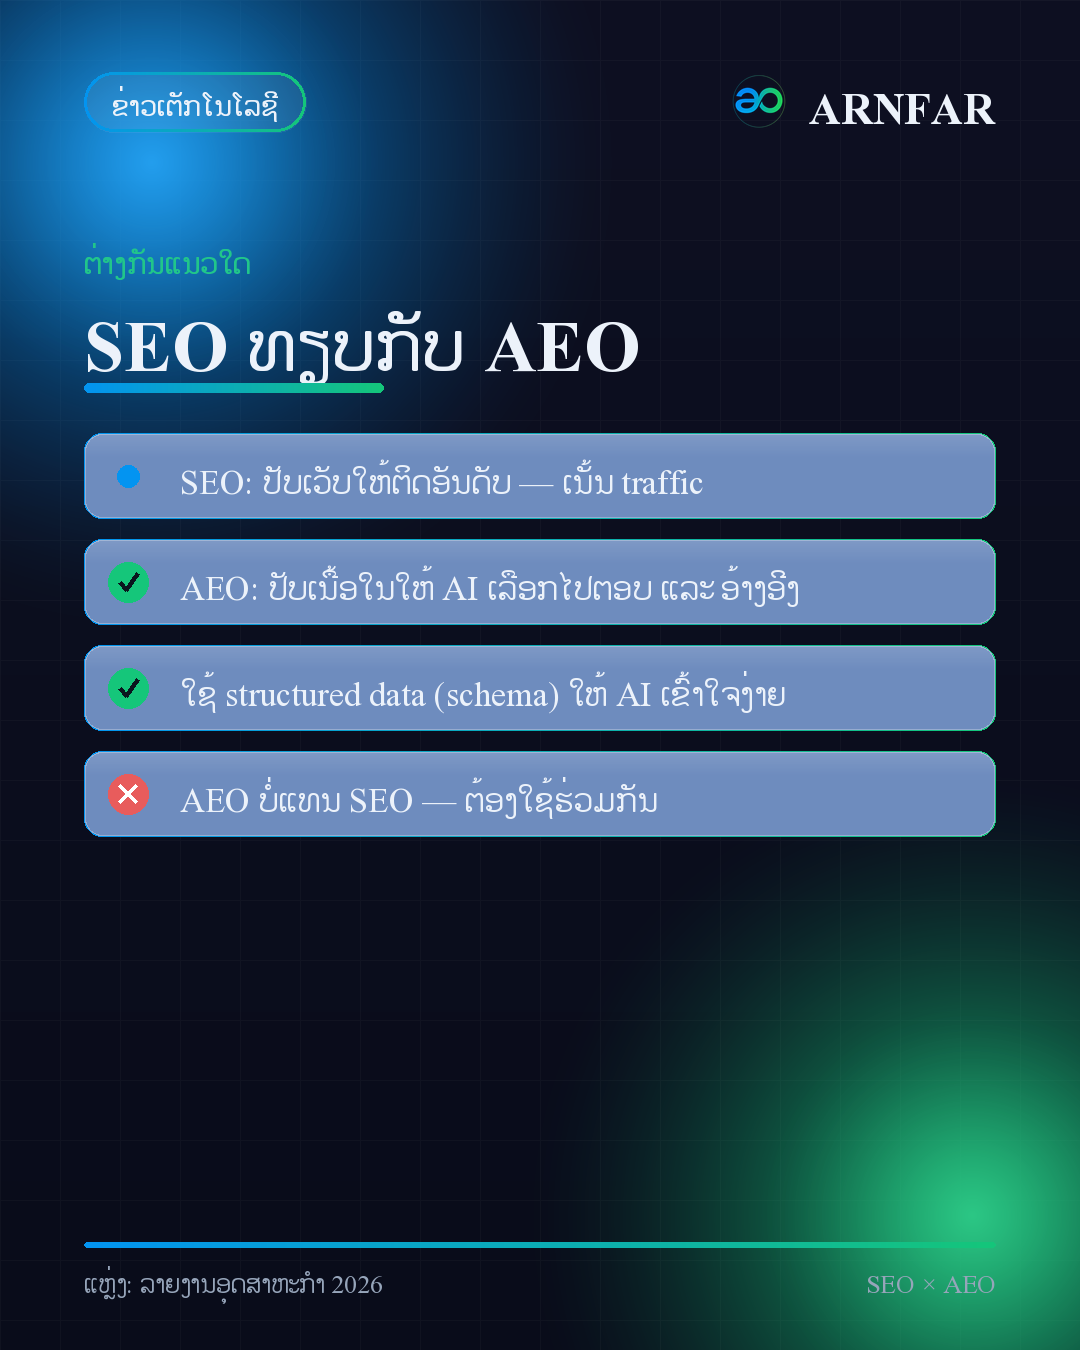 ຂ່າວເຕັກໂນໂລຊີ
ARNFAR
ຕ່າງກັນແນວໃດ
SEO ທຽບກັບ AEO
SEO: ປັບເວັບໃຫ້ຕິດອັນດັບ — ເນັ້ນ traffic
AEO: ປັບເນື້ອໃນໃຫ້ AI ເລືອກໄປຕອບ ແລະ ອ້າງອີງ
ໃຊ້ structured data (schema) ໃຫ້ AI ເຂົ້າໃຈງ່າຍ
AEO ບໍ່ແທນ SEO — ຕ້ອງໃຊ້ຮ່ວມກັນ
ແຫຼ່ງ: ລາຍງານອຸດສາຫະກຳ 2026
SEO × AEO